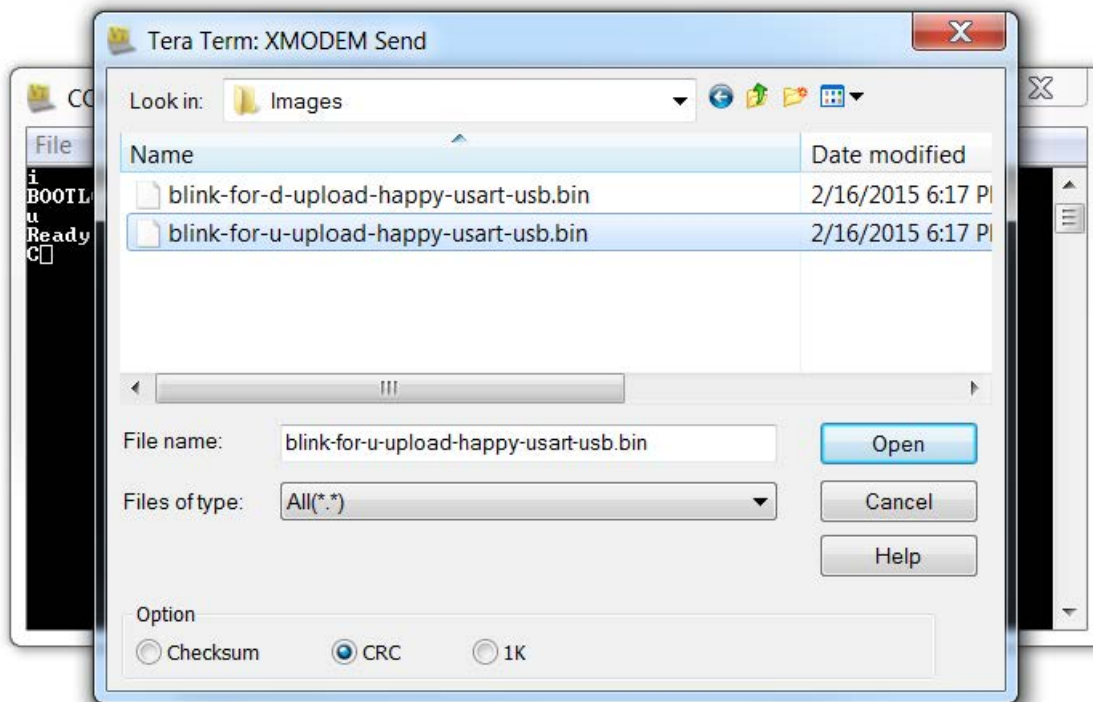 Tera Term: XMODEM Send
Look in: Images
File
Name Date modified
blink-for-d-upload-happy-usart-usb.bin 2/16/2015 6:17
blink-for-u-upload-happy-usart-usb.bin 2/16/2015 6:17
i
u
Ready
C
File name: blink-for-u-upload-happy-usart-usb.bin Open
Files of type: All(*.*) Cancel
Help
Option
Checksum CRC 1K